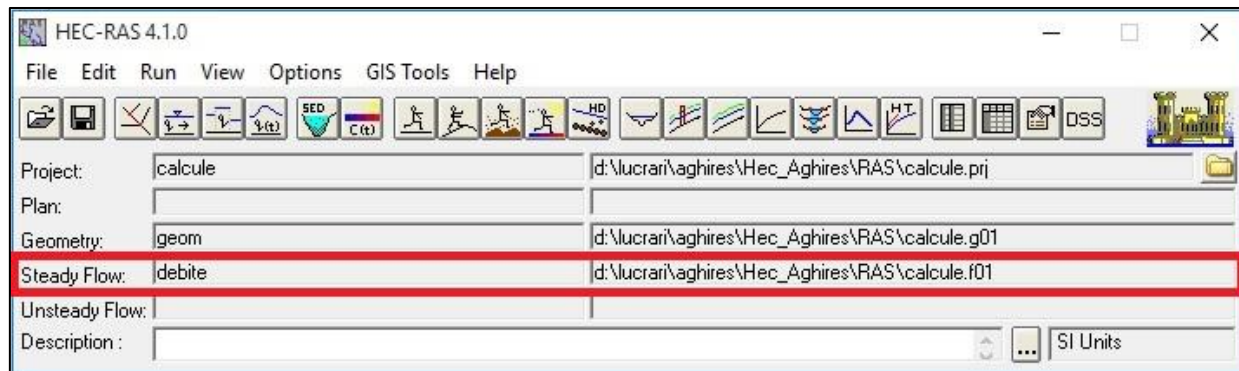 HEC-RAS 4.1.0
File Edit Run View Options GIS Tools Help
SED C(t) HD HT DSS
Project: calcule d:\lucrari\aghires\Hec_Aghires\RAS\calcule.prj
Plan:
Geometry: geom d:\lucrari\aghires\Hec_Aghires\RAS\calcule.g01
Steady Flow: debite d:\lucrari\aghires\Hec_Aghires\RAS\calcule.f01
Unsteady Flow:
Description : ... SI Units